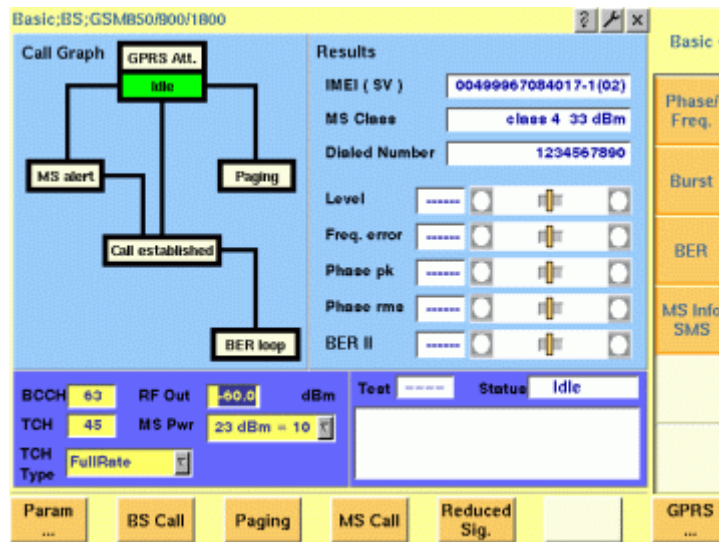 Basic;BS;GSM850/900/1800
? x
Call Graph
GPRS Att.
Idle
MS alert
Paging
Call established
BER loop
Results
IMEI ( SV ) 00499967084017-1(02)
MS Class class 4 33 dBm
Dialed Number 1234567890
Level ------
Freq. error ------
Phase pk ------
Phase rms ------
BER II ------
BCCH 63 RF Out -60.0 dBm
TCH 45 MS Pwr 23 dBm = 10
TCH Type FullRate
Test ---- Status Idle
Basic
Phase/
Freq.
Burst
BER
MS Info
SMS
Param
...
BS Call
Paging
MS Call
Reduced
Sig.
GPRS
...